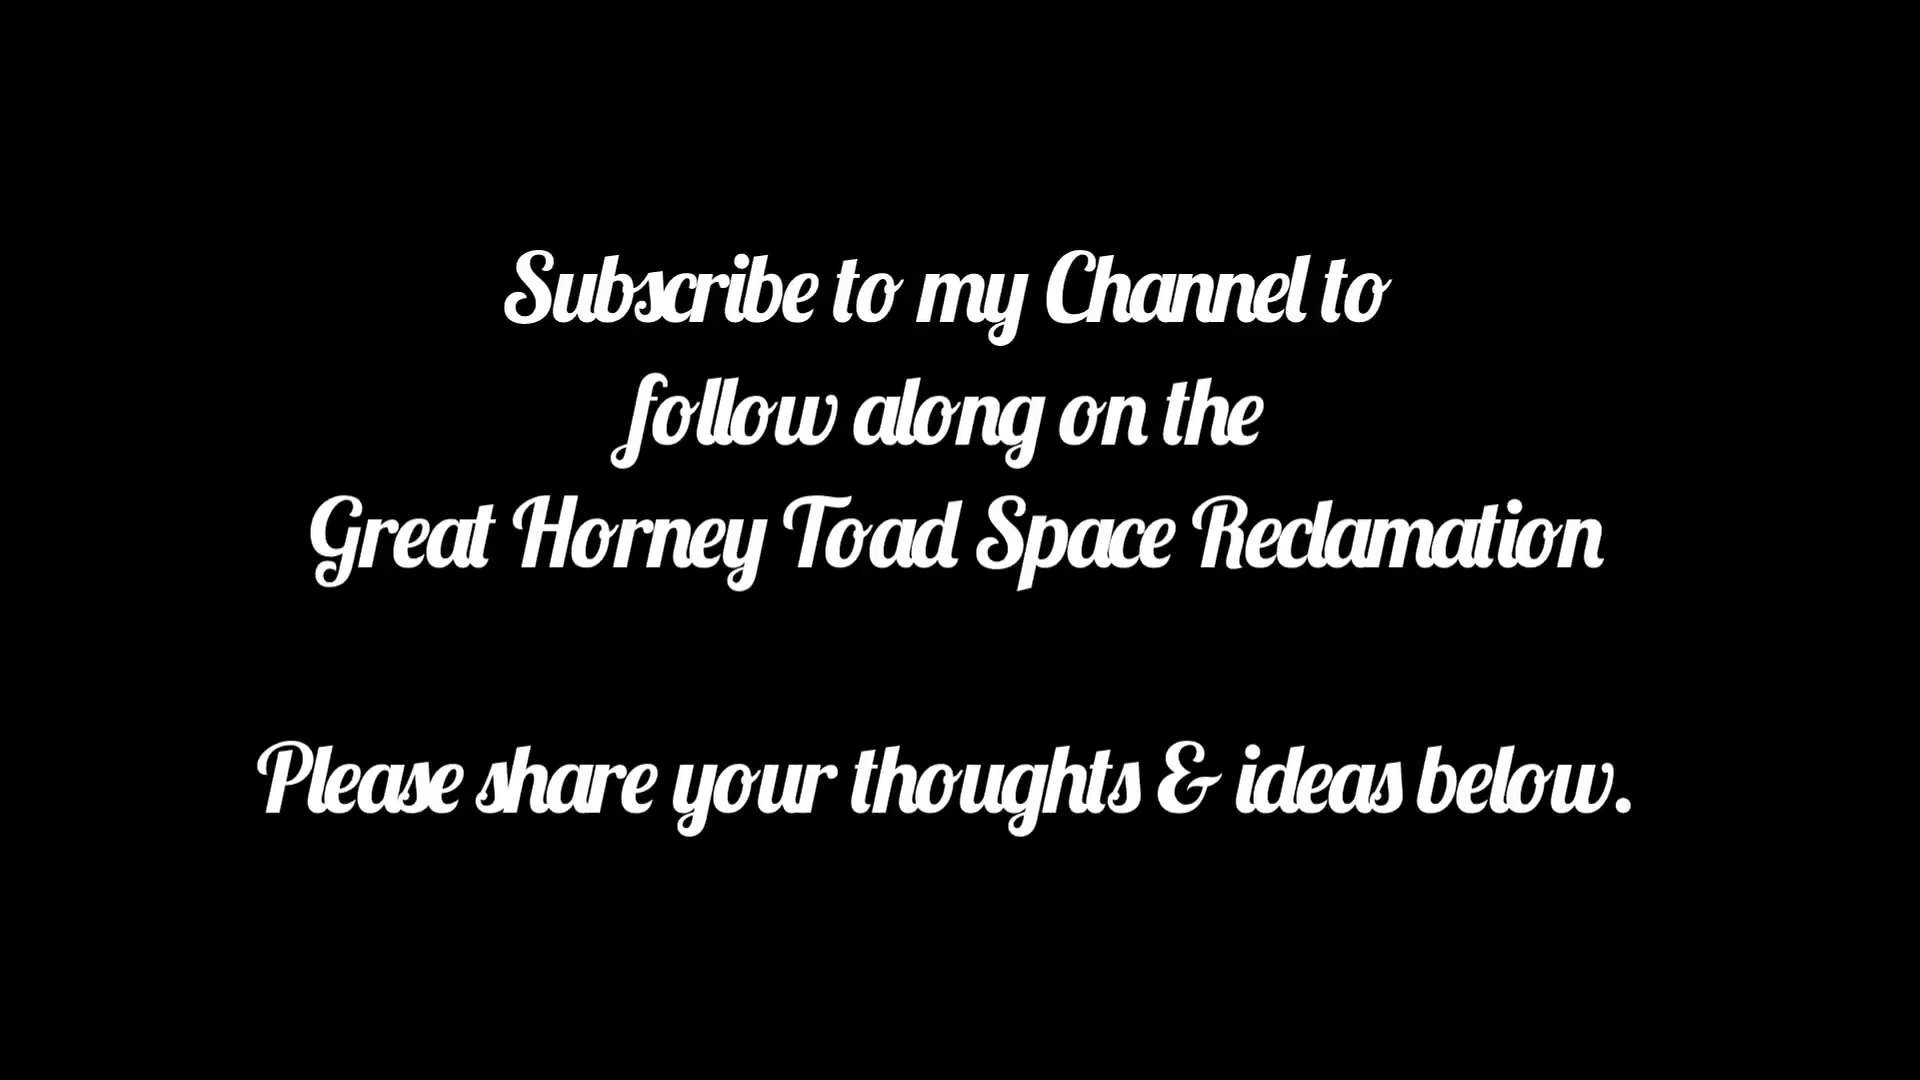 Subscribe to my Channel to
follow along on the
Great Horney Toad Space Reclamation
Please share your thoughts & ideas below.